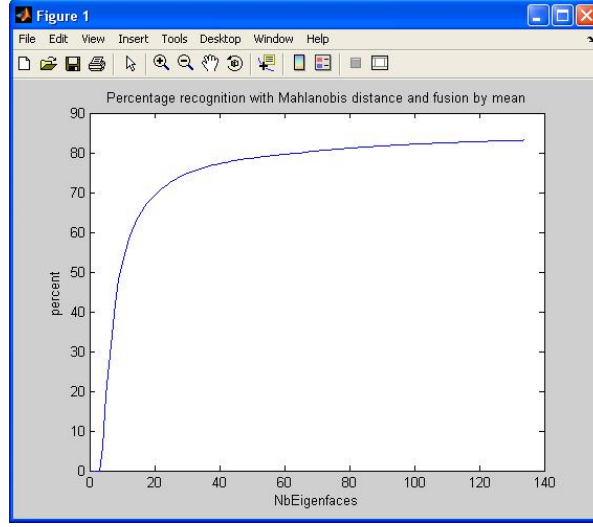 Figure 1
File Edit View Insert Tools Desktop Window Help
Percentage recognition with Mahlanobis distance and fusion by mean
90
80
70
60
50
40
30
20
10
0
percent
0 20 40 60 80 100 120 140
NbEigenfaces